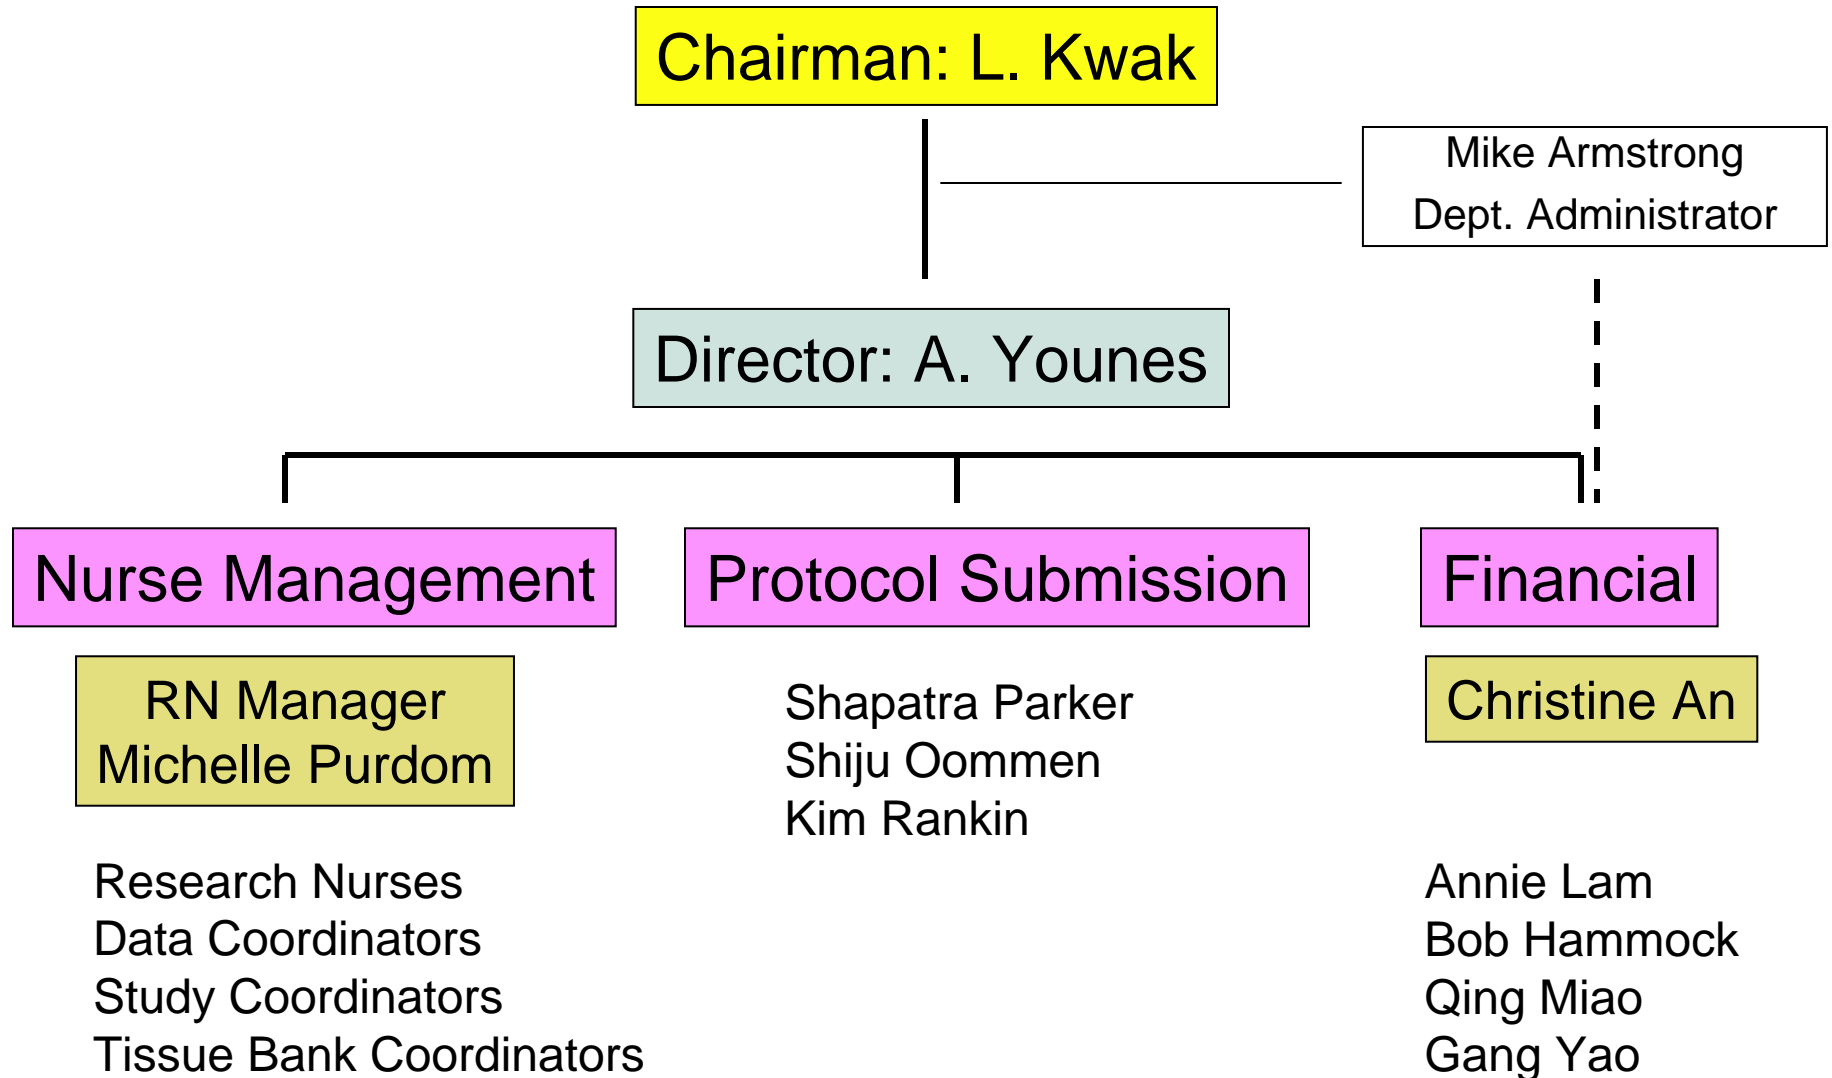 Chairman: L. Kwak
Mike Armstrong
Dept. Administrator
Director: A. Younes
Nurse Management
Protocol Submission
Financial
RN Manager
Michelle Purdom
Research Nurses
Data Coordinators
Study Coordinators
Tissue Bank Coordinators
Shapatra Parker
Shiju Oommen
Kim Rankin
Christine An
Annie Lam
Bob Hammock
Qing Miao
Gang Yao